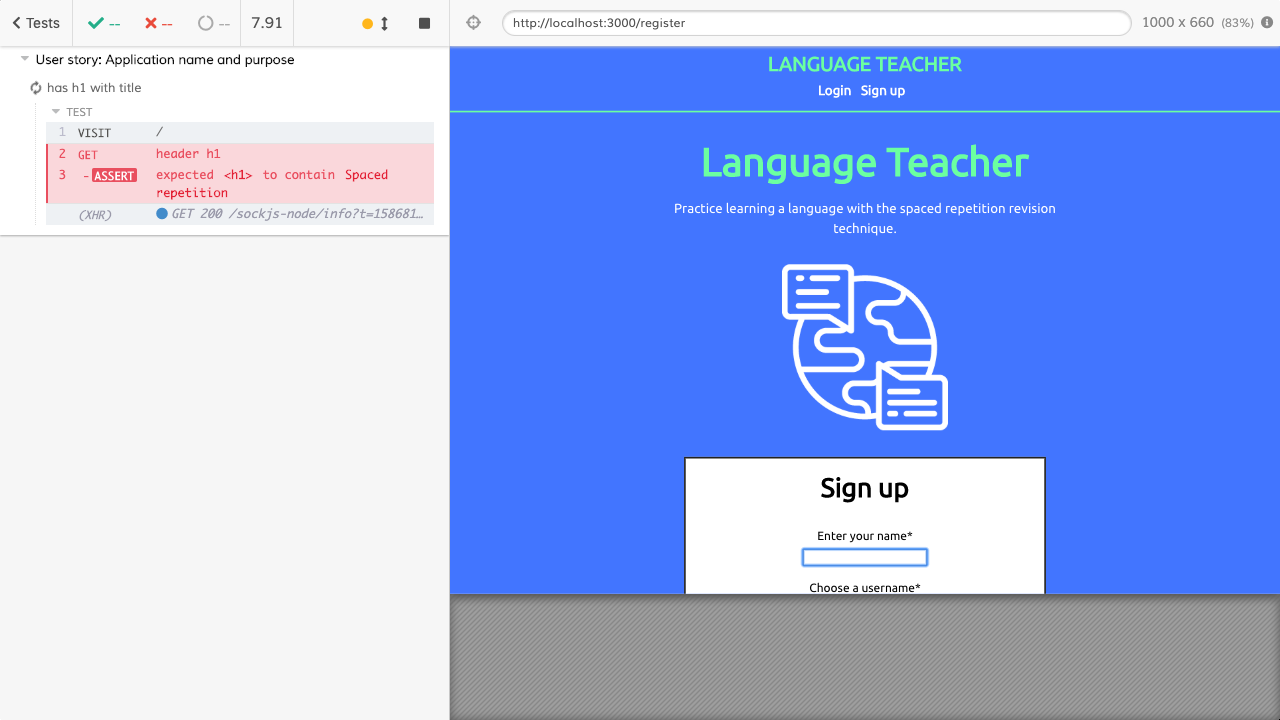 Tests
--
--
--
7.91
http://localhost:3000/register
1000 x 660 (83%)
User story: Application name and purpose
has h1 with title
TEST
1 VISIT /
2 GET header h1
3 - ASSERT expected <h1> to contain Spaced
repetition
(XHR) GET 200 /sockjs-node/info?t=158681…
LANGUAGE TEACHER
Login Sign up
Language Teacher
Practice learning a language with the spaced repetition revision
technique.
Sign up
Enter your name*
Choose a username*